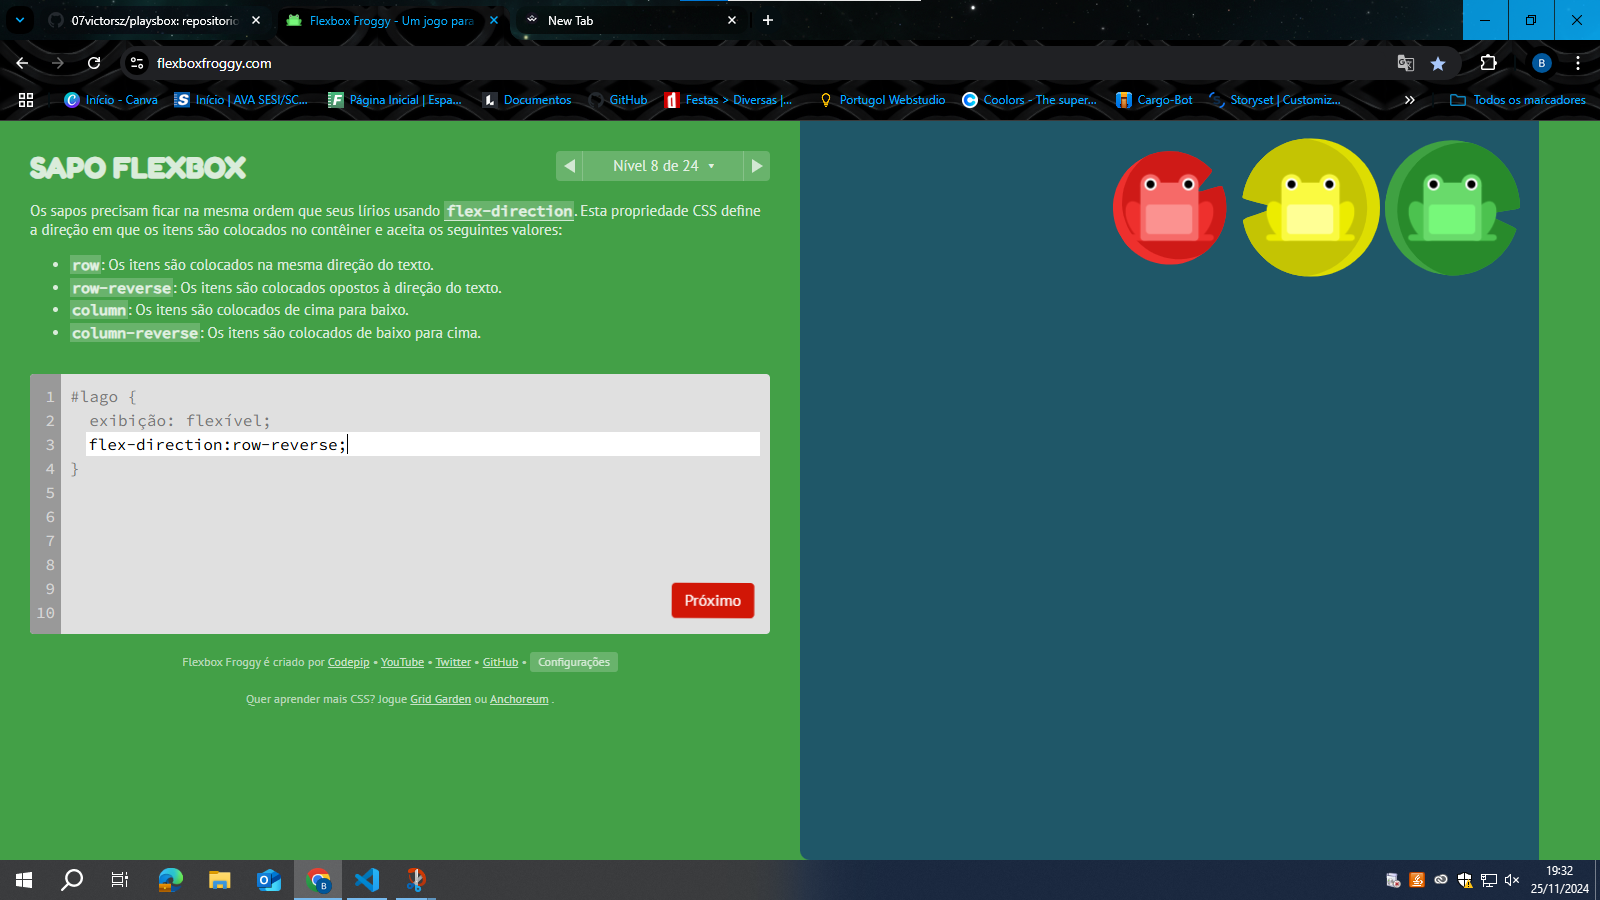 07victorsz/playsbox: repositorio
Flexbox Froggy - Um jogo para
New Tab
flexboxfroggy.com
B
Início - Canva
Início | AVA SESI/SC...
Página Inicial | Espa...
Documentos
GitHub
Festas > Diversas |...
Portugol Webstudio
Coolors - The super...
Cargo-Bot
Storyset | Customiz...
Todos os marcadores
SAPO FLEXBOX
Nível 8 de 24
Os sapos precisam ficar na mesma ordem que seus lírios usando flex-direction. Esta propriedade CSS define
a direção em que os itens são colocados no contêiner e aceita os seguintes valores:
• row: Os itens são colocados na mesma direção do texto.
• row-reverse: Os itens são colocados opostos à direção do texto.
• column: Os itens são colocados de cima para baixo.
• column-reverse: Os itens são colocados de baixo para cima.
1 #lago {
2 exibição: flexível;
3 flex-direction:row-reverse;
4 }
5
6
7
8
9
10
Próximo
Flexbox Froggy é criado por Codepip • YouTube • Twitter • GitHub • Configurações
Quer aprender mais CSS? Jogue Grid Garden ou Anchoreum .
19:32
25/11/2024